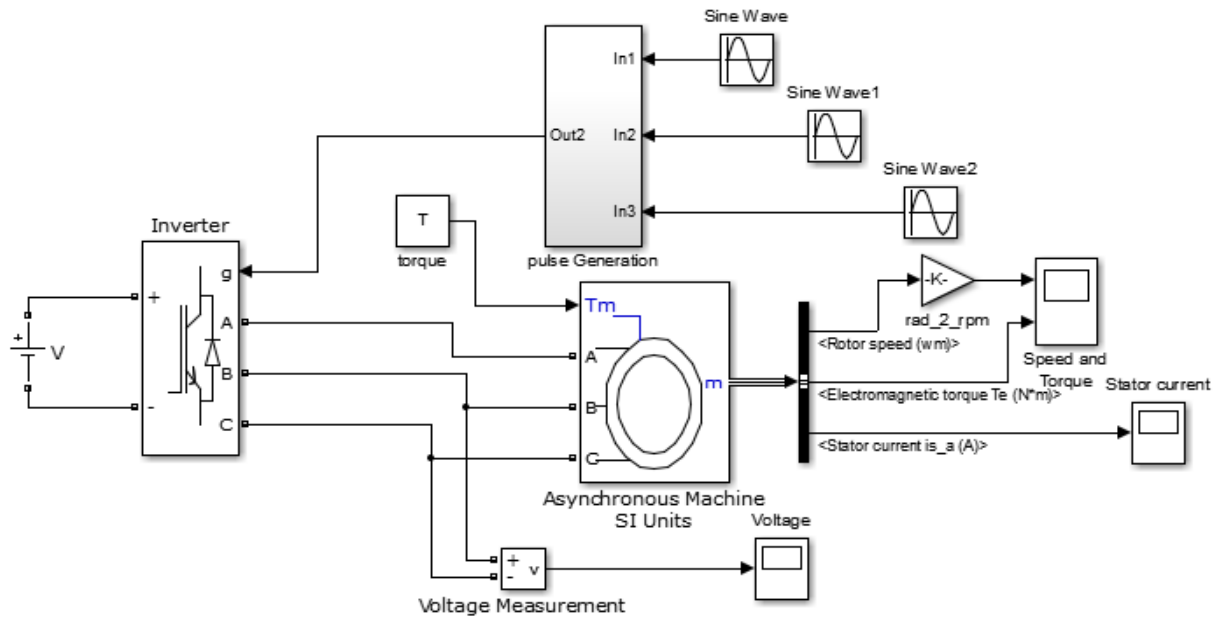 Sine Wave
In1
Sine Wave1
Out2
In2
Sine Wave2
In3
pulse Generation
T
torque
Inverter
g
+
A
B
-
C
+
V
Tm
A
B
C
m
Asynchronous Machine
SI Units
-K-
rad_2_rpm
<Rotor speed (wm)>
<Electromagnetic torque Te (N*m)>
<Stator current is_a (A)>
Speed and
Torque
Stator current
Voltage
+
-
v
Voltage Measurement